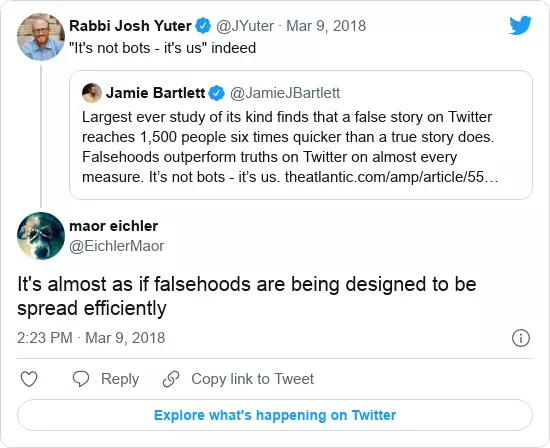 Rabbi Josh Yuter @JYuter · Mar 9, 2018
"It's not bots - it's us" indeed
Jamie Bartlett @JamieJBartlett
Largest ever study of its kind finds that a false story on Twitter
reaches 1,500 people six times quicker than a true story does.
Falsehoods outperform truths on Twitter on almost every
measure. It’s not bots - it’s us. theatlantic.com/amp/article/55…
maor eichler
@EichlerMaor
It's almost as if falsehoods are being designed to be
spread efficiently
2:23 PM · Mar 9, 2018
Reply Copy link to Tweet
Explore what's happening on Twitter